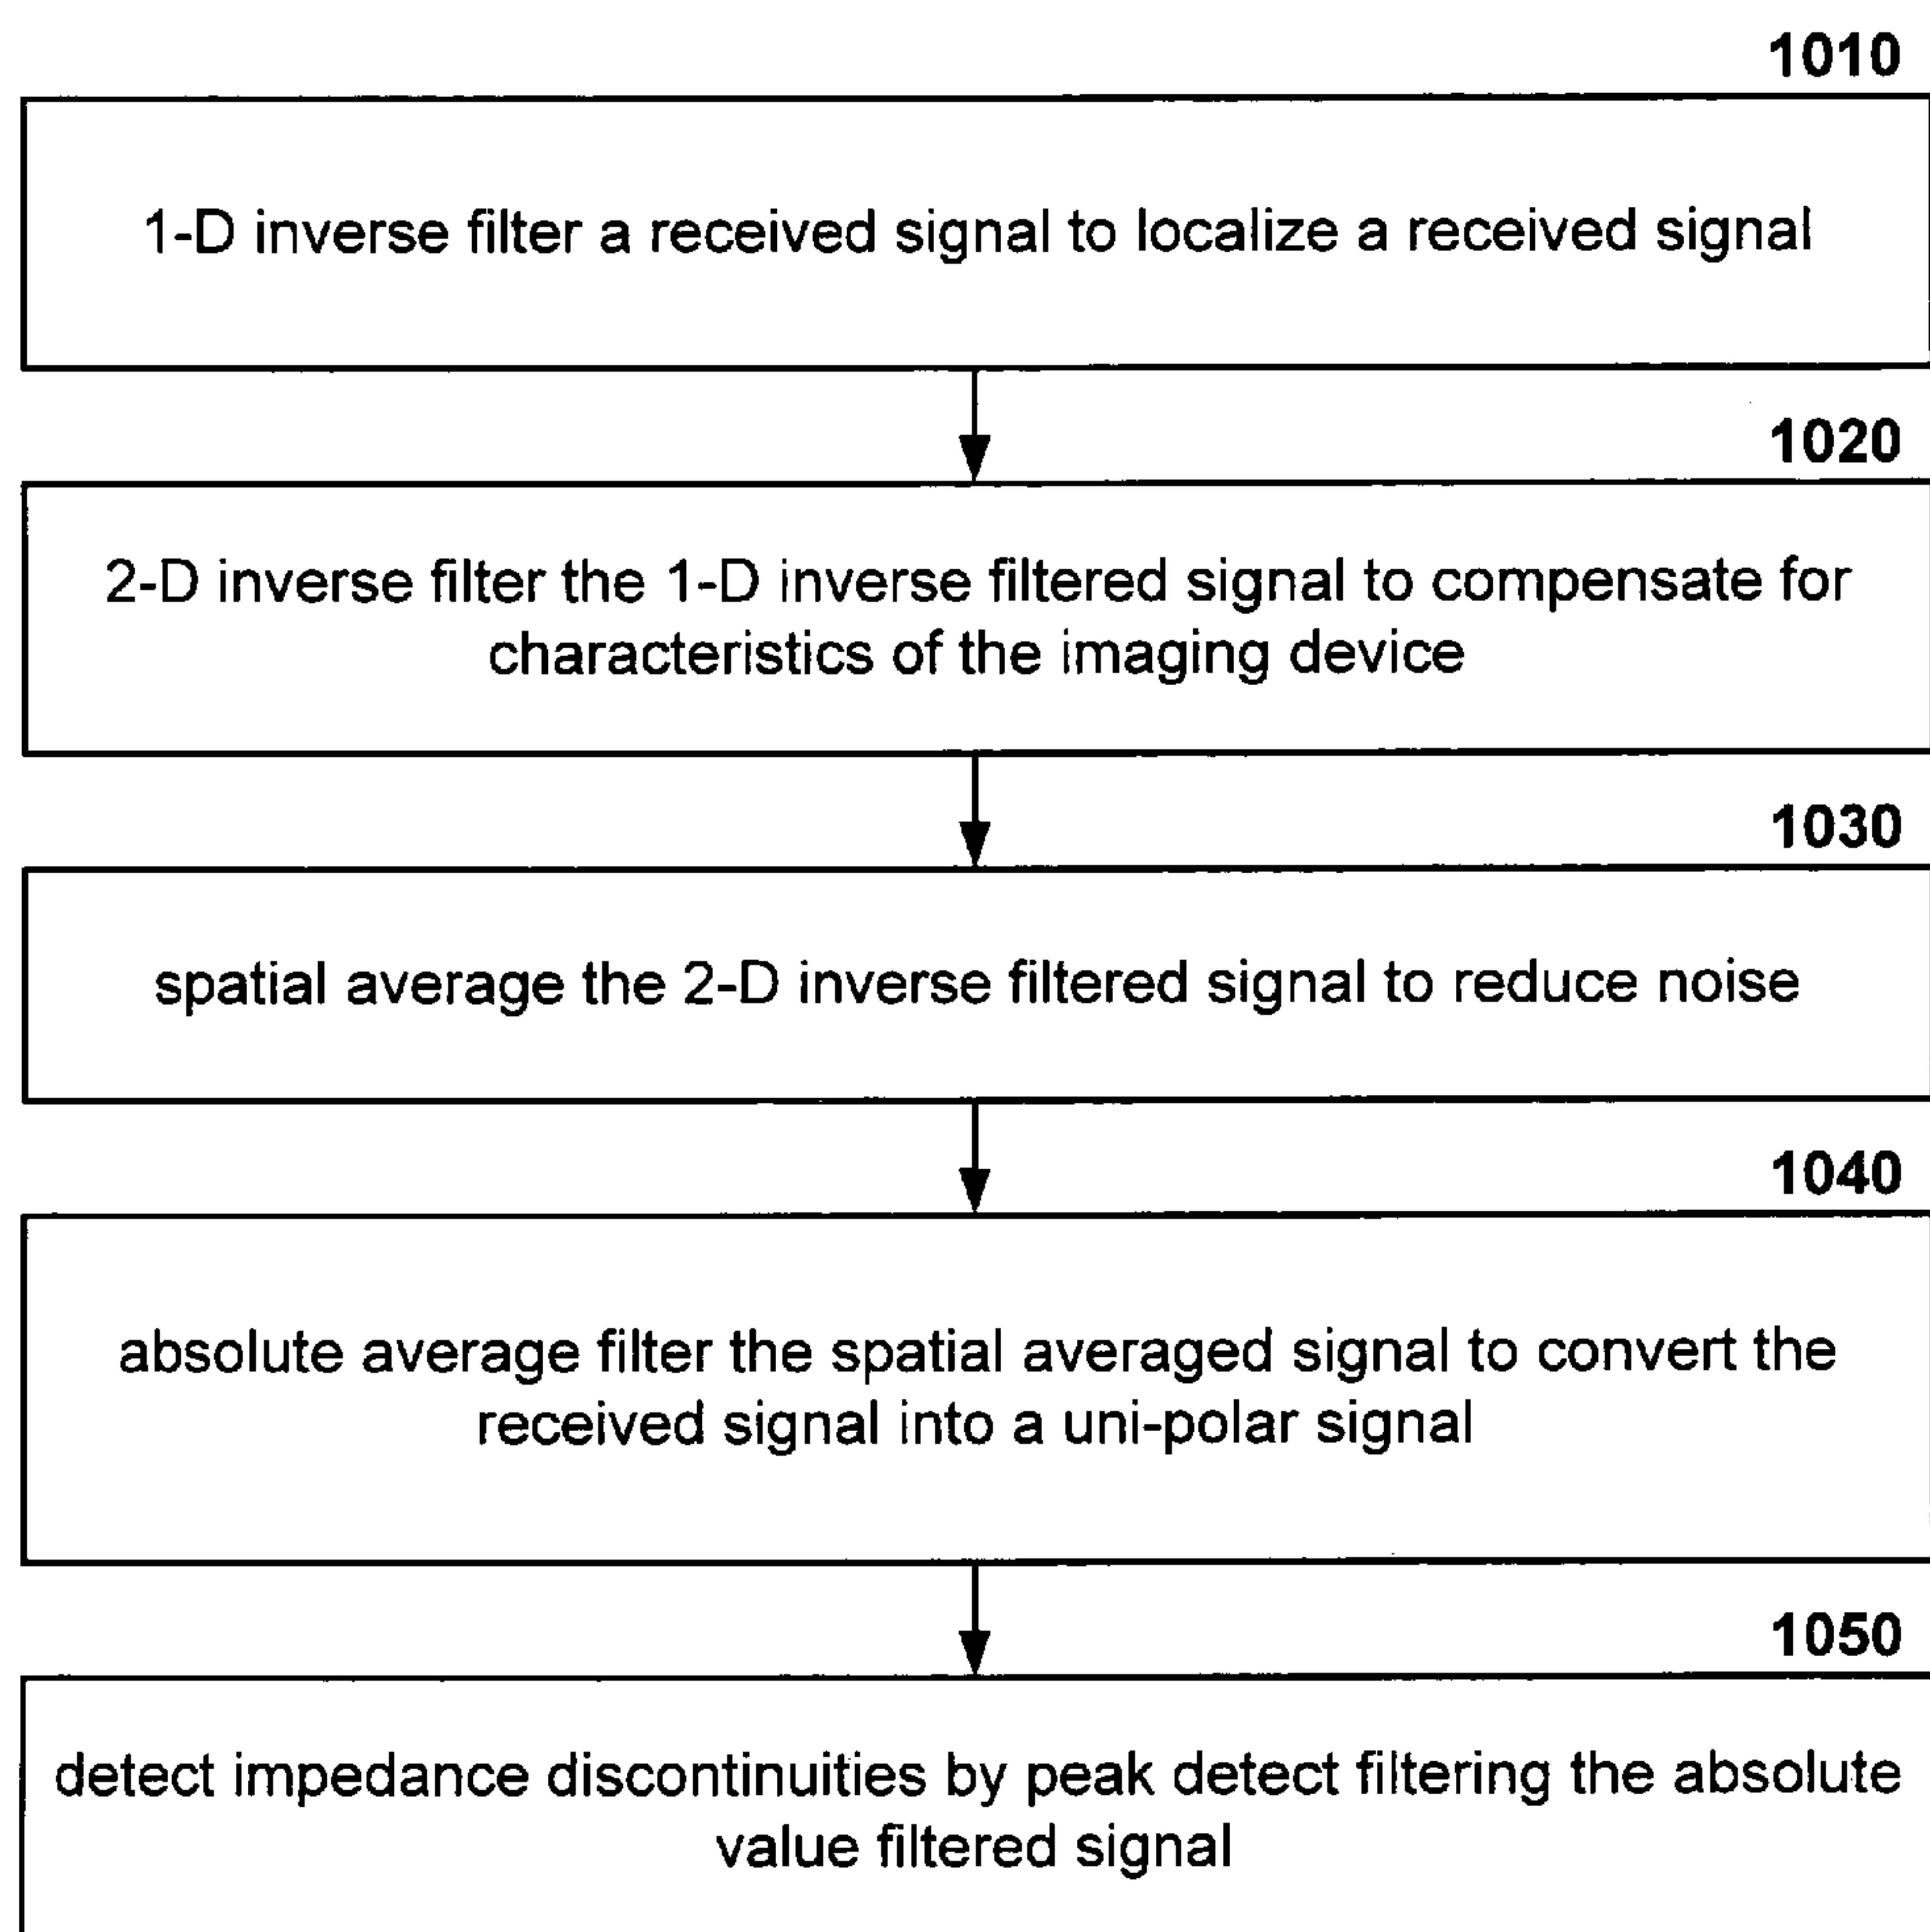 1010
1-D inverse filter a received signal to localize a received signal
1020
2-D inverse filter the 1-D inverse filtered signal to compensate for
characteristics of the imaging device
1030
spatial average the 2-D inverse filtered signal to reduce noise
1040
absolute average filter the spatial averaged signal to convert the
received signal into a uni-polar signal
1050
detect impedance discontinuities by peak detect filtering the absolute
value filtered signal